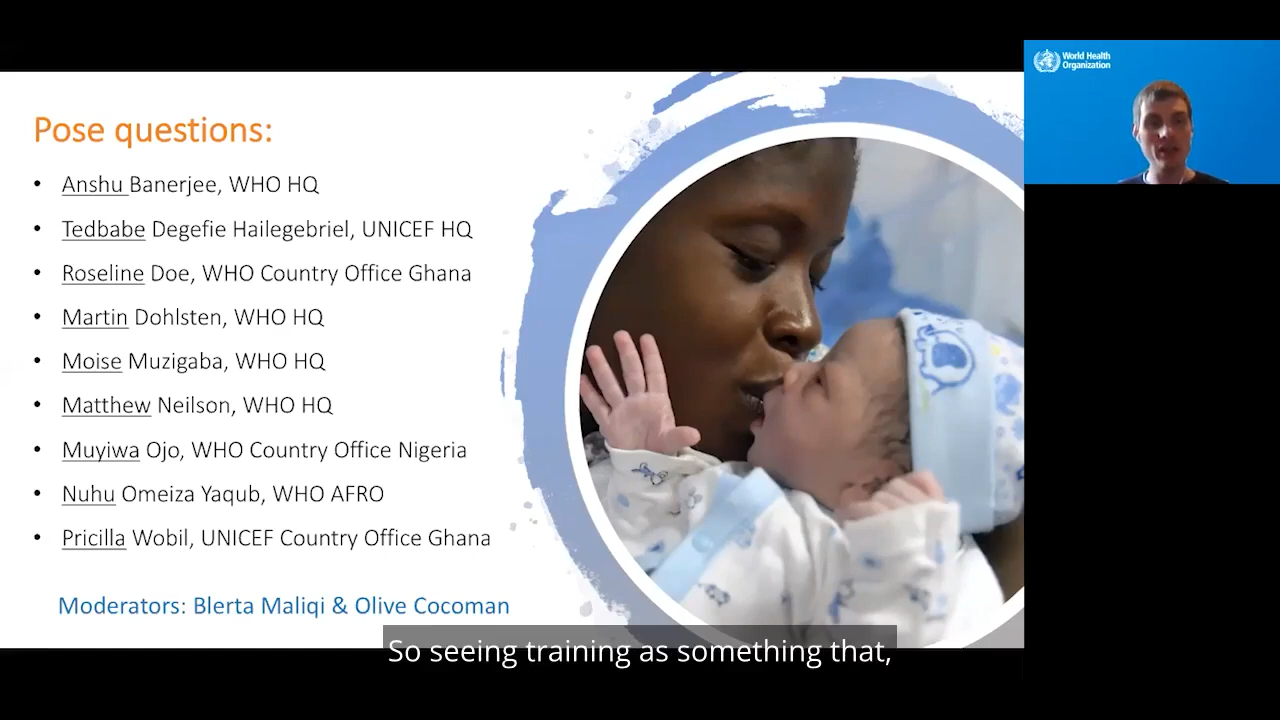 Pose questions:
• Anshu Banerjee, WHO HQ
• Tedbabe Degefie Hailegebriel, UNICEF HQ
• Roseline Doe, WHO Country Office Ghana
• Martin Dohlsten, WHO HQ
• Moise Muzigaba, WHO HQ
• Matthew Neilson, WHO HQ
• Muyiwa Ojo, WHO Country Office Nigeria
• Nuhu Omeiza Yaqub, WHO AFRO
• Pricilla Wobil, UNICEF Country Office Ghana
Moderators: Blerta Maliqi & Olive Cocoman
So seeing training as something that,
World Health
Organization